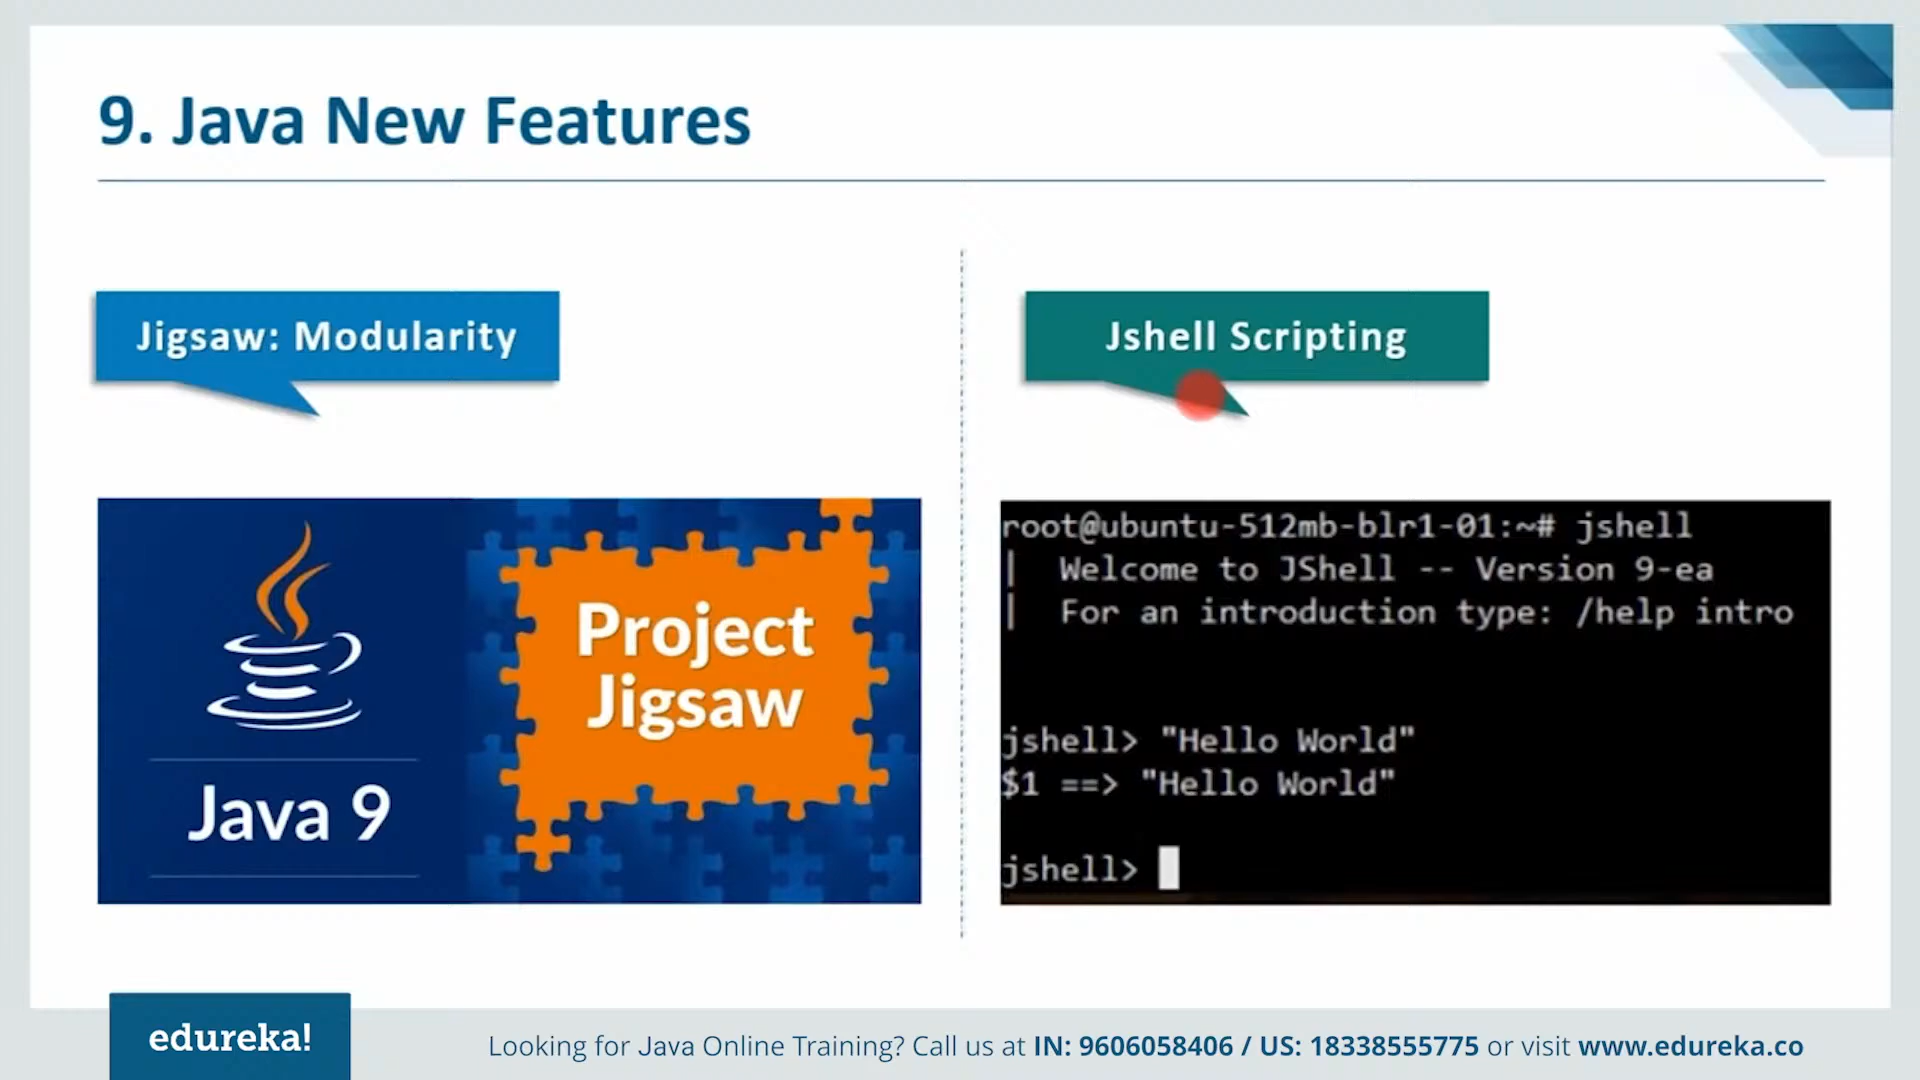 9. Java New Features
Jigsaw: Modularity
Jshell Scripting
Java 9
Project
Jigsaw
root@ubuntu-512mb-blr1-01:~# jshell
|  Welcome to JShell -- Version 9-ea
|  For an introduction type: /help intro
jshell> "Hello World"
$1 ==> "Hello World"
jshell>
edureka!
Looking for Java Online Training? Call us at IN: 9606058406 / US: 18338555775 or visit www.edureka.co